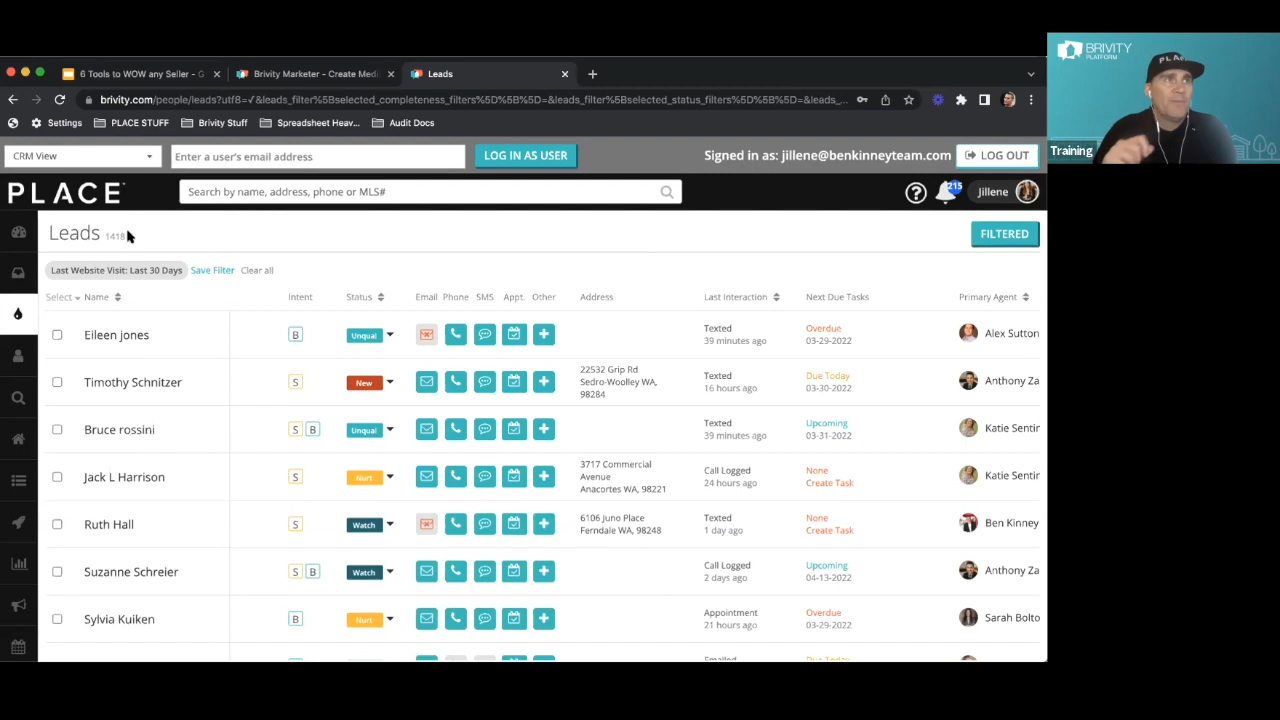 6 Tools to WOW any Seller - G
Brivity Marketer - Create Medi
Leads
brivity.com/people/leads?utf8=√&leads_filter%5Bselected_completeness_filters%5D%5B%5D=&leads_filter%5Bselected_status_filters%5D%5B%5D=&leads_...
Settings
PLACE STUFF
Brivity Stuff
Spreadsheet Heav...
Audit Docs
CRM View
Enter a user's email address
LOG IN AS USER
Signed in as: jillene@benkinneyteam.com
LOG OUT
PLACE
Search by name, address, phone or MLS#
215
Jillene
Leads 1418
FILTERED
Last Website Visit: Last 30 Days Save Filter Clear all
Select Name Intent Status Email Phone SMS Appt. Other Address Last Interaction Next Due Tasks Primary Agent
Eileen jones B Unqual Texted Overdue Alex Sutton
39 minutes ago 03-29-2022
22532 Grip Rd
Timothy Schnitzer S New Sedro-Woolley WA, Texted Due Today Anthony Za
98284 16 hours ago 03-30-2022
Bruce rossini S B Unqual Texted Upcoming Katie Sentir
39 minutes ago 03-31-2022
3717 Commercial
Jack L Harrison S Nurt Avenue Call Logged None Katie Sentir
Anacortes WA, 98221 24 hours ago Create Task
Ruth Hall S Watch 6106 Juno Place Texted None Ben Kinney
Ferndale WA, 98248 1 day ago Create Task
Suzanne Schreier S B Watch Call Logged Upcoming Anthony Za
2 days ago 04-13-2022
Sylvia Kuiken B Nurt Appointment Overdue Sarah Bolto
21 hours ago 03-29-2022
Emailed Due Today
BRIVITY
PLATFORM
PLACE
Training